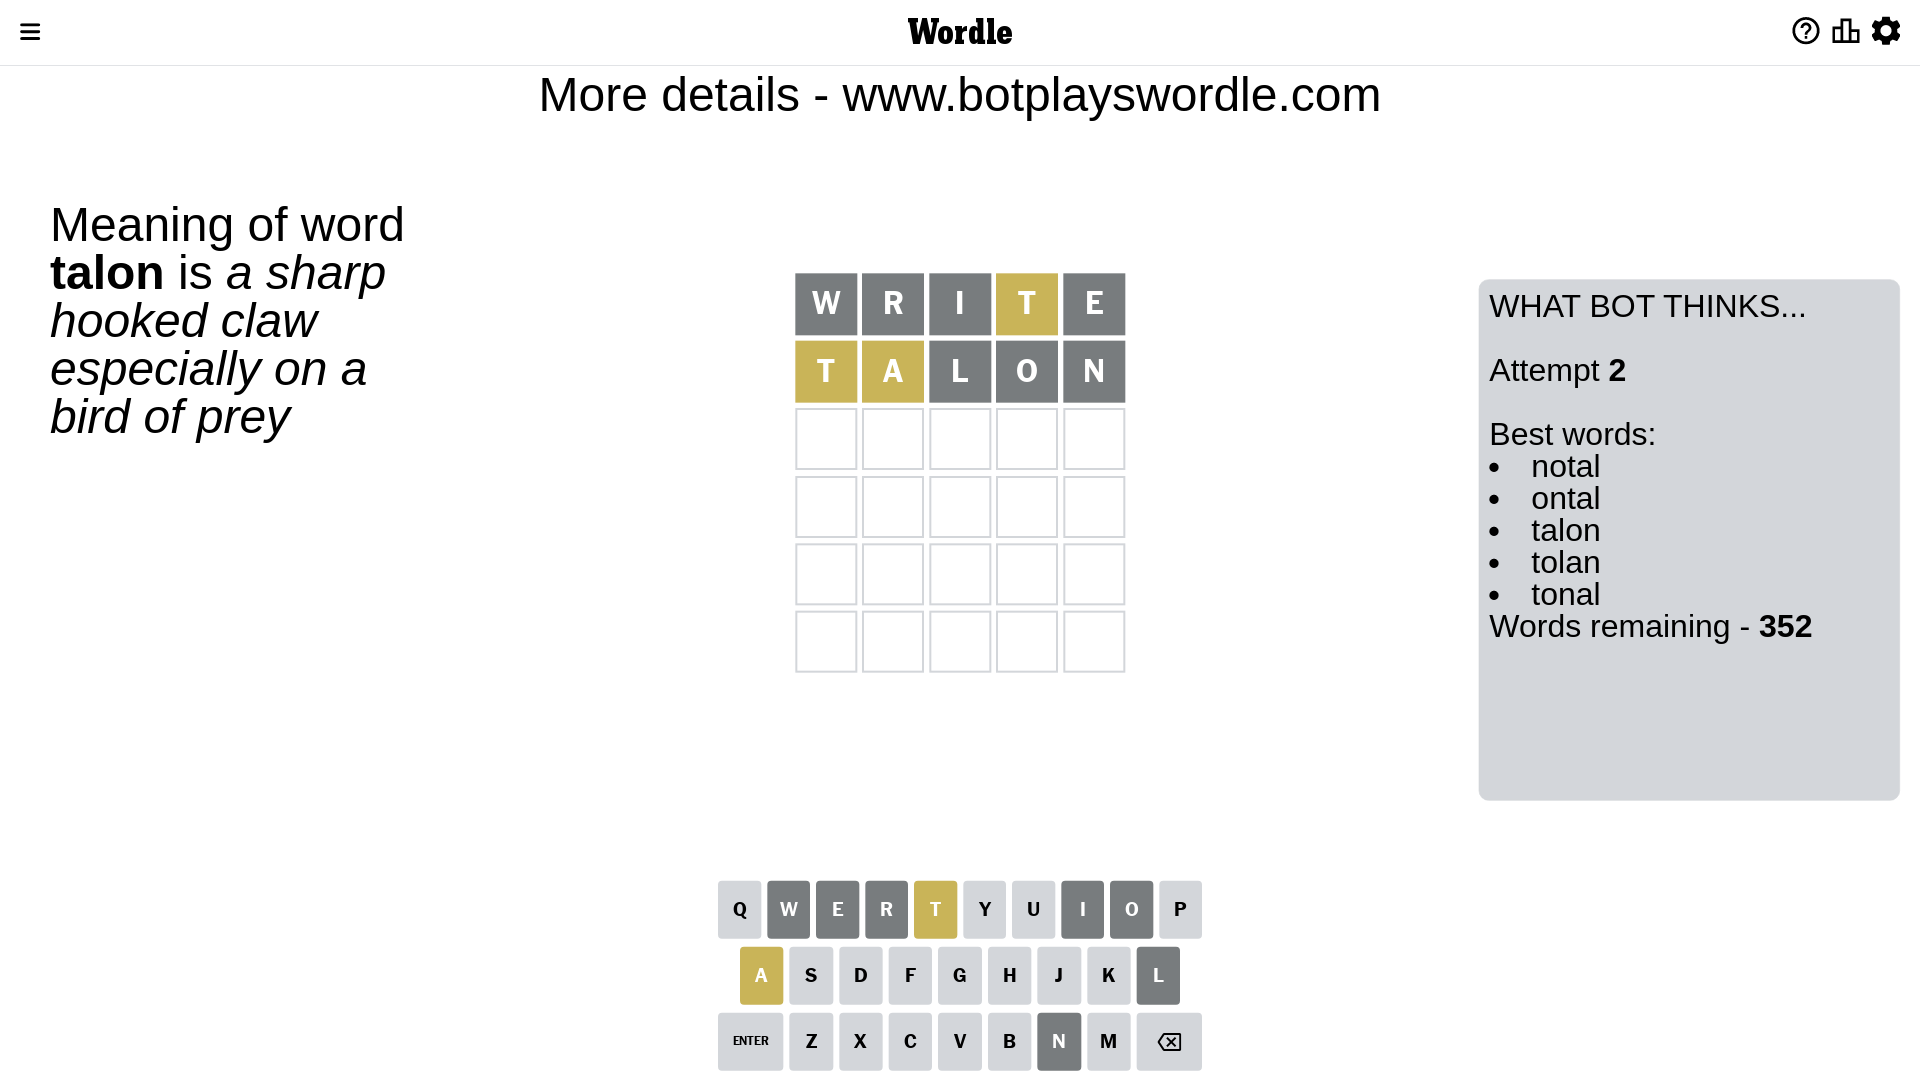 Wordle
More details - www.botplayswordle.com
Meaning of word
talon is a sharp
hooked claw
especially on a
bird of prey
W R I T E
T A L O N
WHAT BOT THINKS...
Attempt 2
Best words:
• notal
• ontal
• talon
• tolan
• tonal
Words remaining - 352
Q W E R T Y U I O P
A S D F G H J K L
ENTER Z X C V B N M